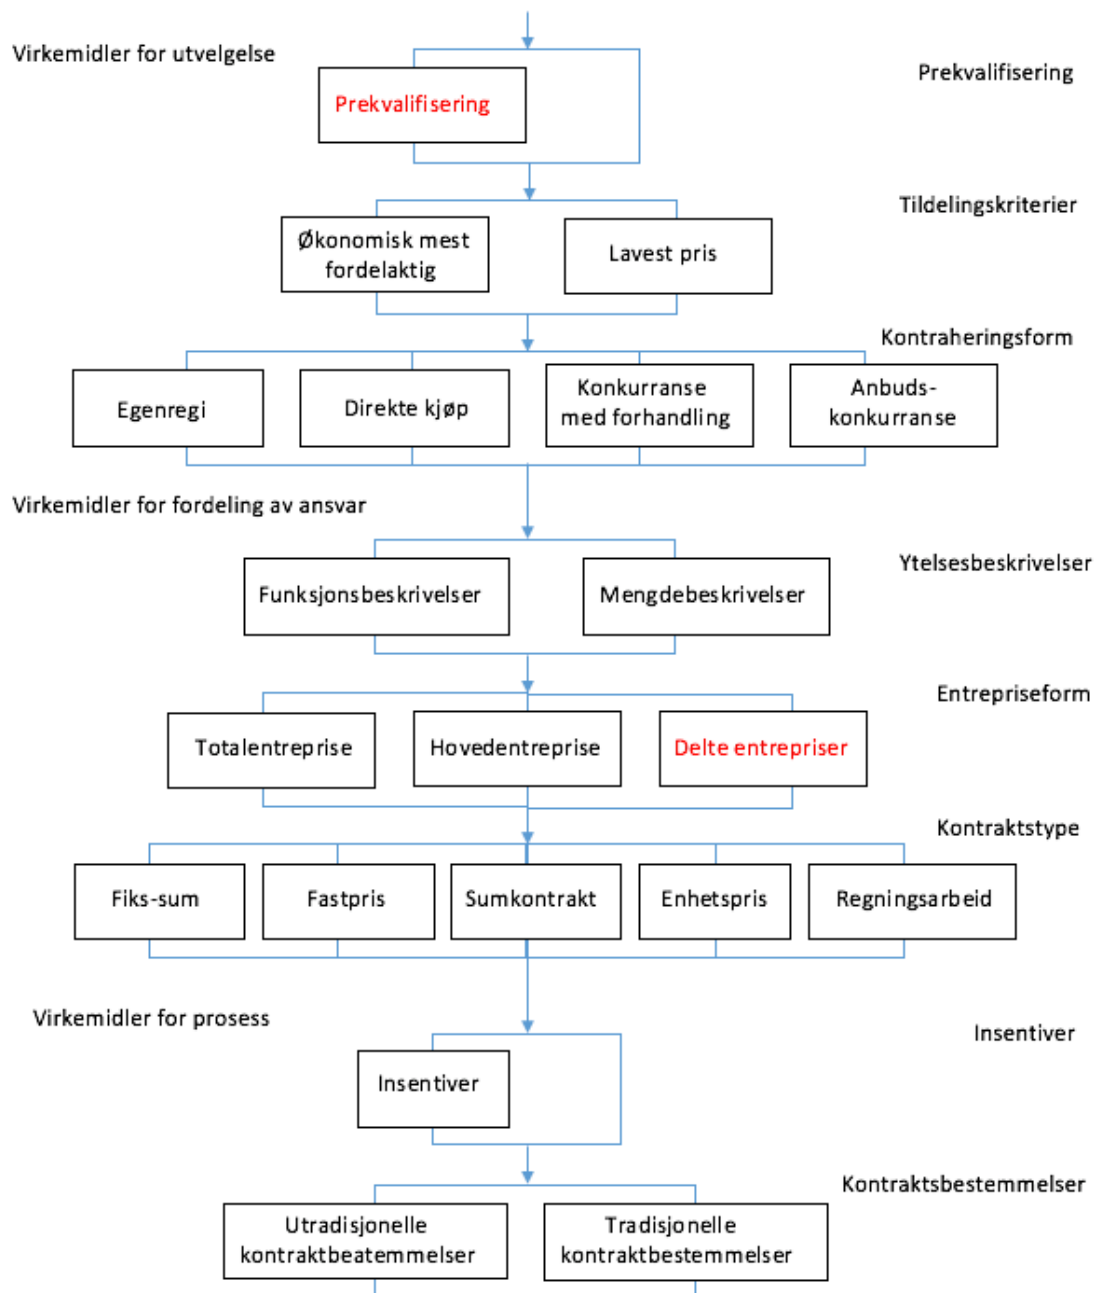 Virkemidler for utvelgelse
Prekvalifisering
Prekvalifisering
Tildelingskriterier
Økonomisk mest
fordelaktig
Lavest pris
Kontraheringsform
Egenregi
Direkte kjøp
Konkurranse
med forhandling
Anbuds-
konkurranse
Virkemidler for fordeling av ansvar
Ytelsesbeskrivelser
Funksjonsbeskrivelser
Mengdebeskrivelser
Entrepriseform
Totalentreprise
Hovedentreprise
Delte entrepriser
Kontraktstype
Fiks-sum
Fastpris
Sumkontrakt
Enhetspris
Regningsarbeid
Virkemidler for prosess
Insentiver
Insentiver
Kontraktsbestemmelser
Utradisjonelle
kontraktbeatemmelser
Tradisjonelle
kontraktbestemmelser